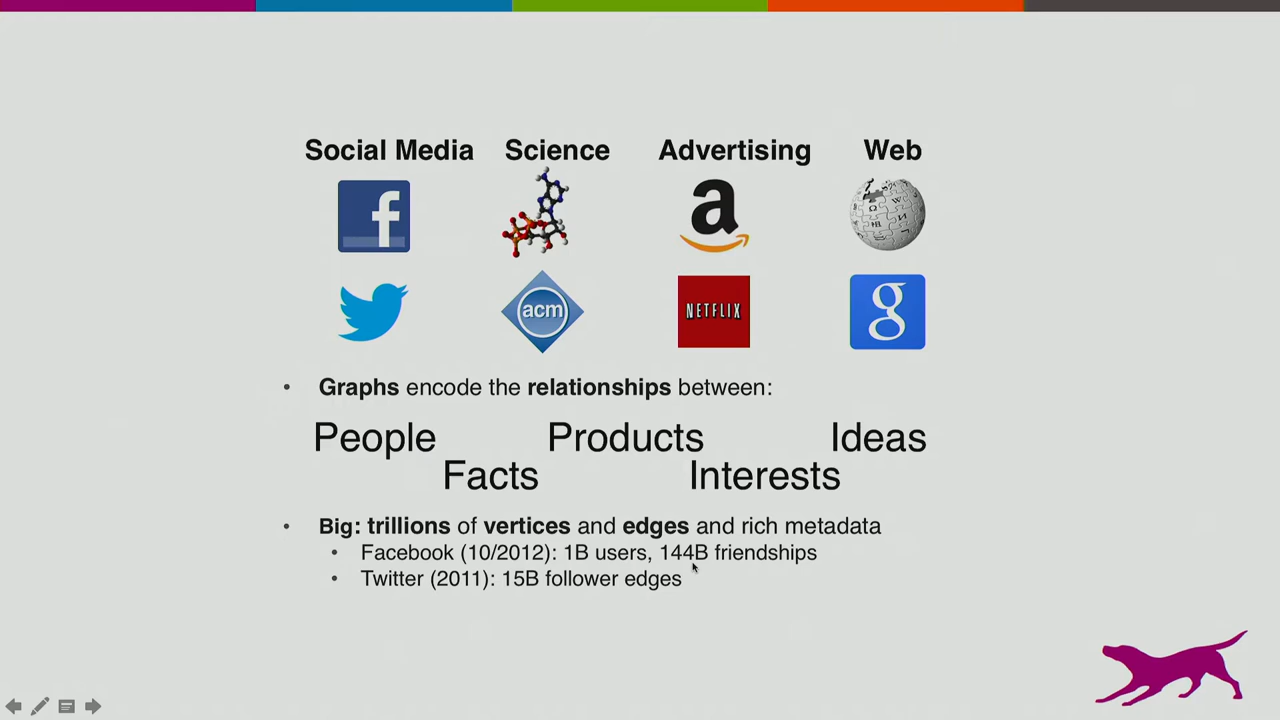 Social Media Science Advertising Web
f a
acm NETFLIX g
• Graphs encode the relationships between:
People Products Ideas
Facts Interests
• Big: trillions of vertices and edges and rich metadata
• Facebook (10/2012): 1B users, 144B friendships
• Twitter (2011): 15B follower edges